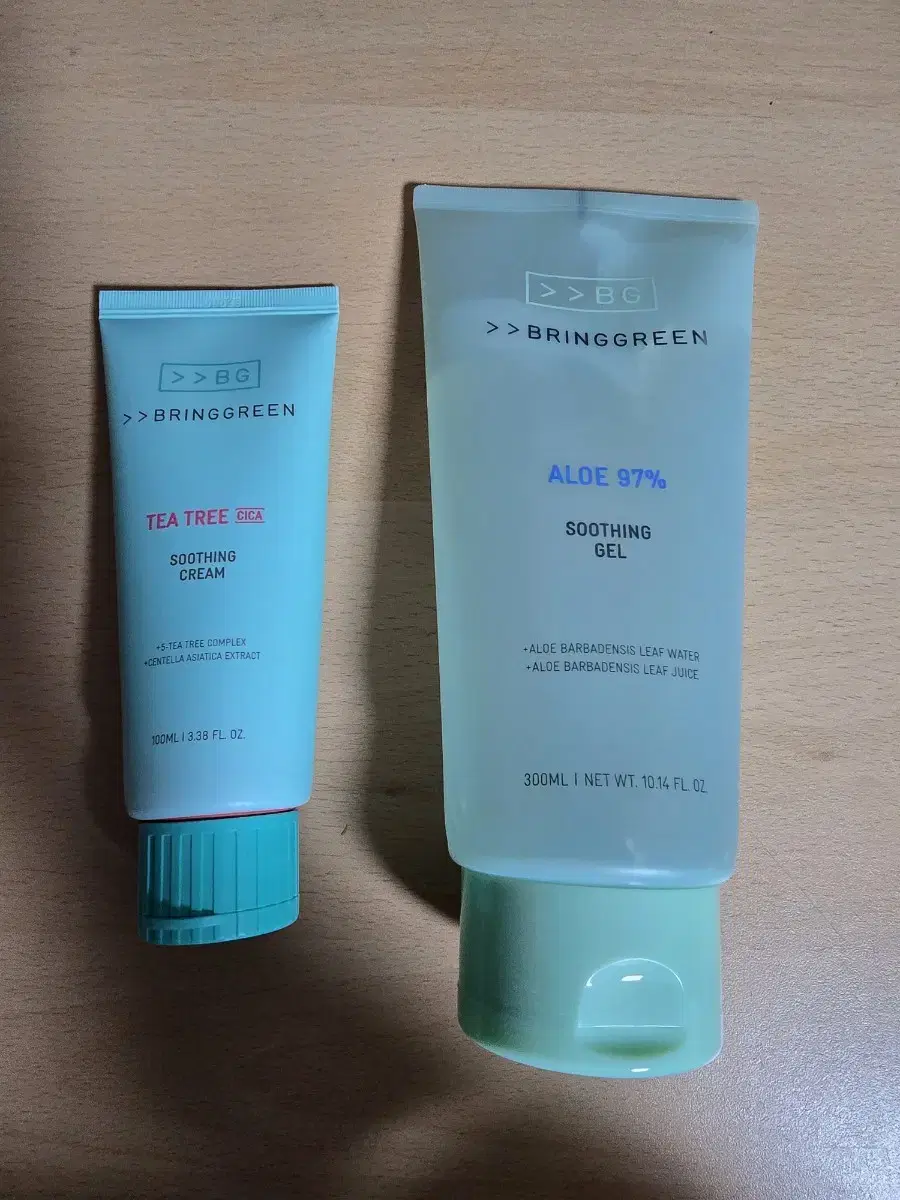 >>BG
>>BRINGGREEN
TEA TREE CICA
SOOTHING
CREAM
+5-TEA TREE COMPLEX
+CENTELLA ASIATICA EXTRACT
100ML | 3.38 FL. OZ.
>>BG
>>BRINGGREEN
ALOE 97%
SOOTHING
GEL
+ALOE BARBADENSIS LEAF WATER
+ALOE BARBADENSIS LEAF JUICE
300ML | NET WT. 10.14 FL. OZ.